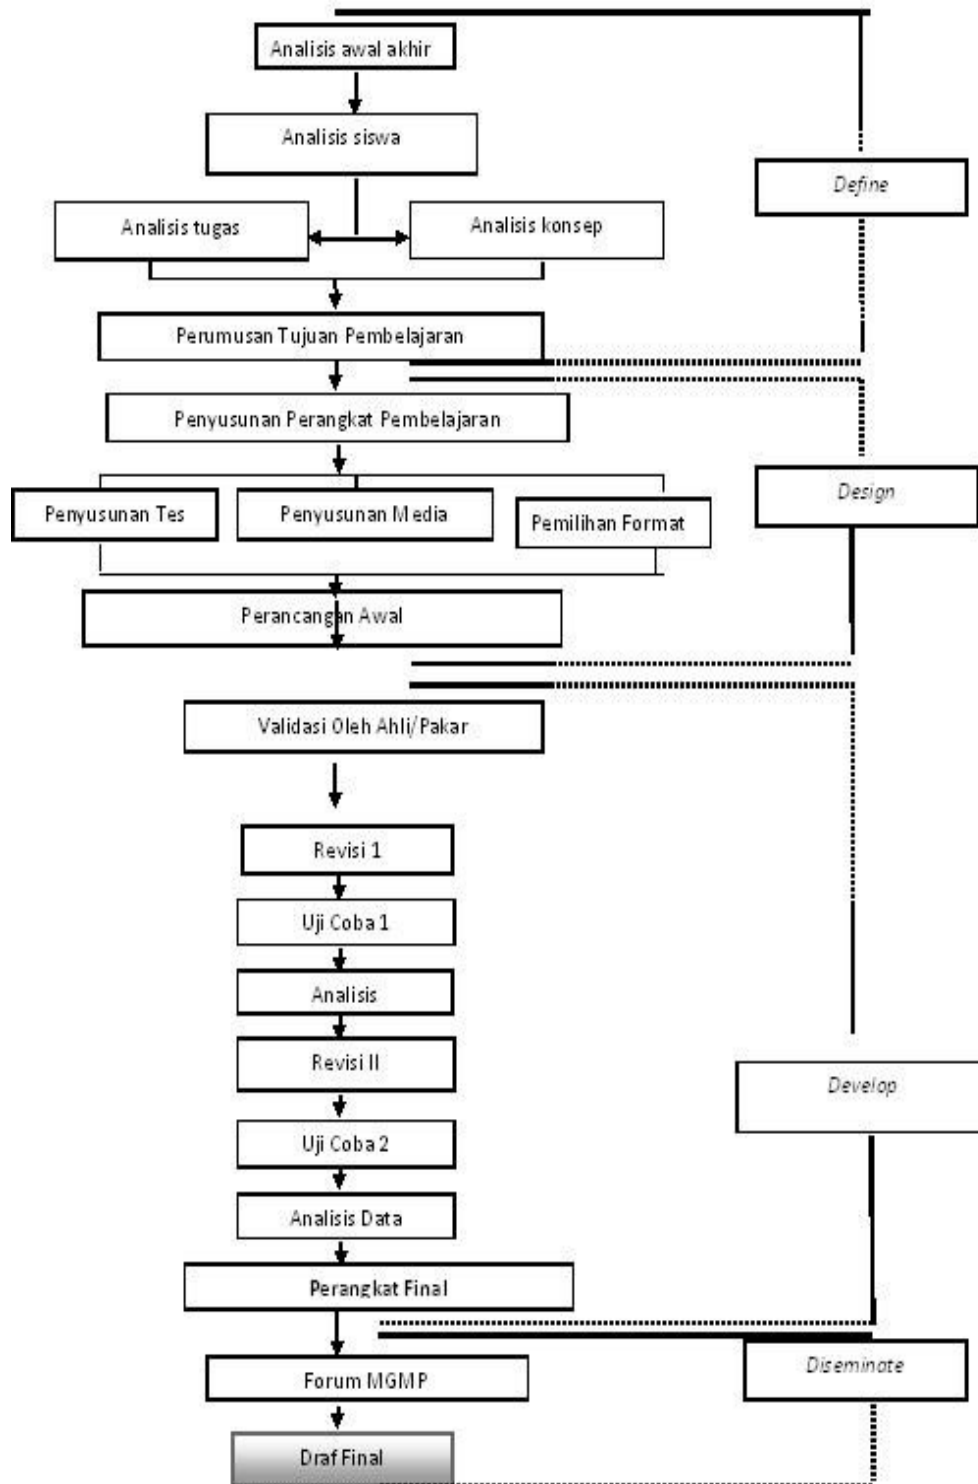 Analisis awal akhir
Analisis siswa
Define
Analisis tugas
Analisis konsep
Perumusan Tujuan Pembelajaran
Penyusunan Perangkat Pembelajaran
Design
Penyusunan Tes
Penyusunan Media
Pemilihan Format
Perancangan Awal
Validasi Oleh Ahli/Pakar
Revisi 1
Uji Coba 1
Analisis
Revisi II
Develop
Uji Coba 2
Analisis Data
Perangkat Final
Forum MGMP
Diseminate
Draf Final